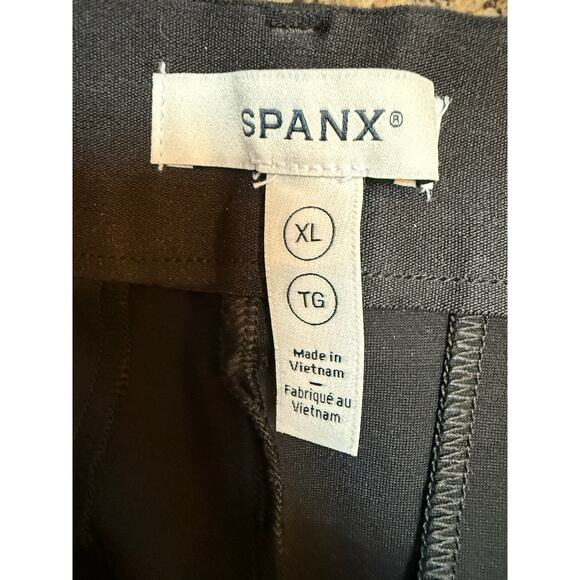 SPANX®
XL
TG
Made in
Vietnam
Fabriqué au
Vietnam